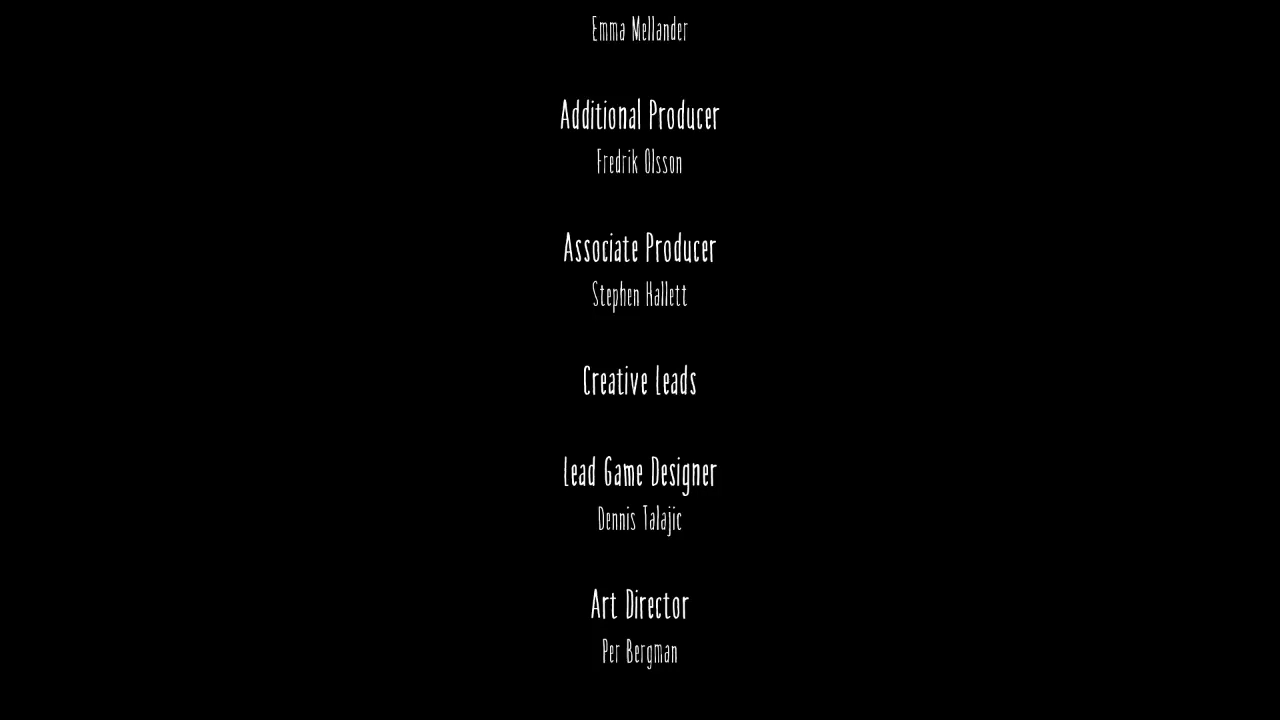 Emma Mellander
Additional Producer
Fredrik Olsson
Associate Producer
Stephen Hallett
Creative Leads
Lead Game Designer
Dennis Talajic
Art Director
Per Bergman